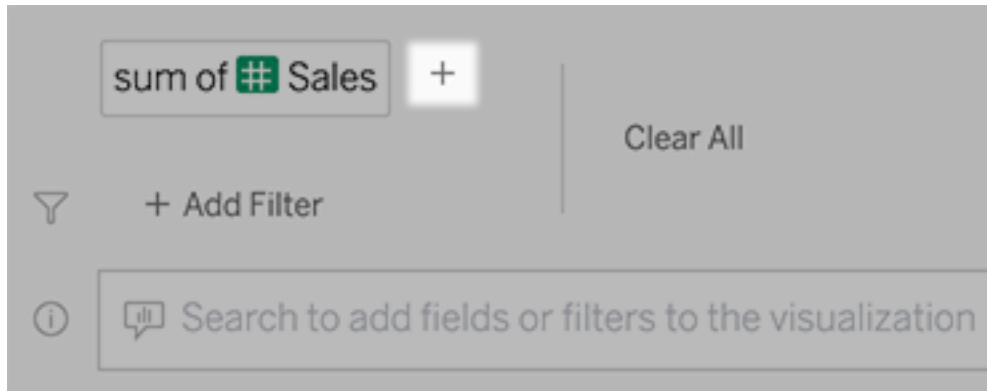 sum of # Sales +
Clear All
+ Add Filter
Search to add fields or filters to the visualization